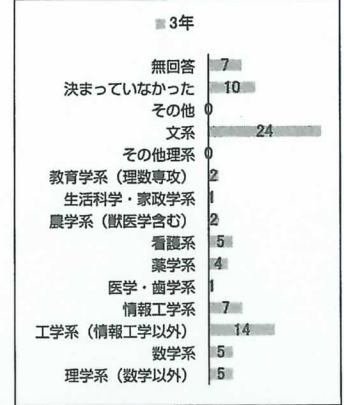 3年
無回答 7
決まっていなかった 10
その他 0
文系 24
その他理系 0
教育学系（理数専攻） 2
生活科学・家政学系 1
農学系（獣医学含む） 2
看護系 5
薬学系 4
医学・歯学系 1
情報工学系 7
工学系（情報工学以外） 14
数学系 5
理学系（数学以外） 5